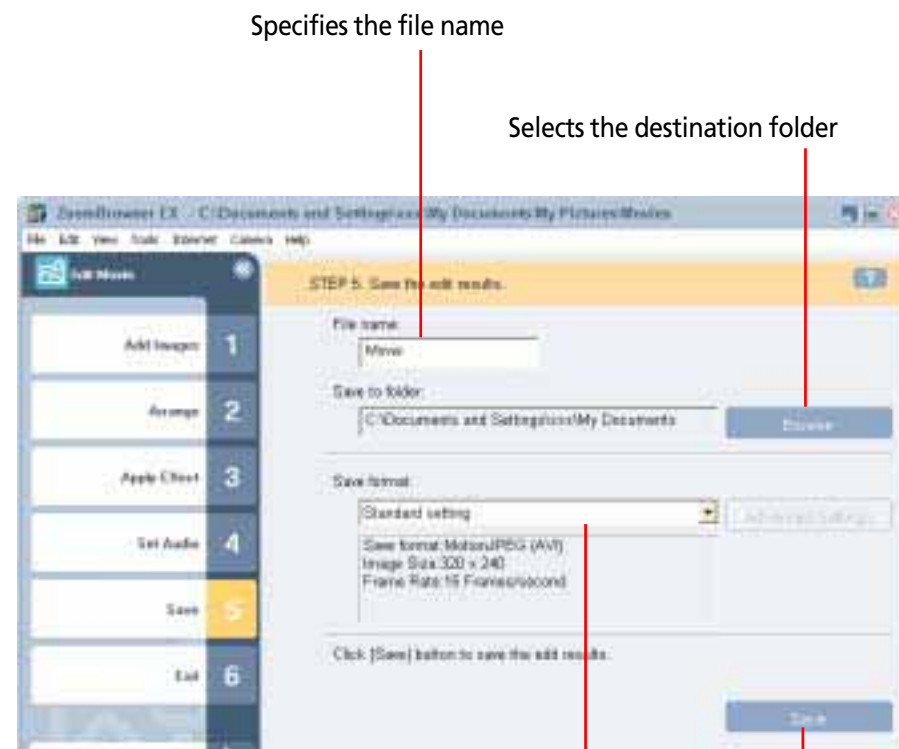 Specifies the file name
Selects the destination folder
ZoomBrowser EX - C:\Documents and Settings\xxx\My Documents\My Pictures\Movies
File Edit View Tools Internet Camera Help
Edit Movie
STEP 5. Save the edit results.
Add Images 1
Arrange 2
Apply Effect 3
Set Audio 4
Save 5
Exit 6
File name:
Movie
Save to folder:
C:\Documents and Settings\xxx\My Documents
Browse
Save format:
Standard setting
Advanced Settings
Save format:MotionJPEG (AVI)
Image Size:320 x 240
Frame Rate:15 Frames/second
Click [Save] button to save the edit results.
Save